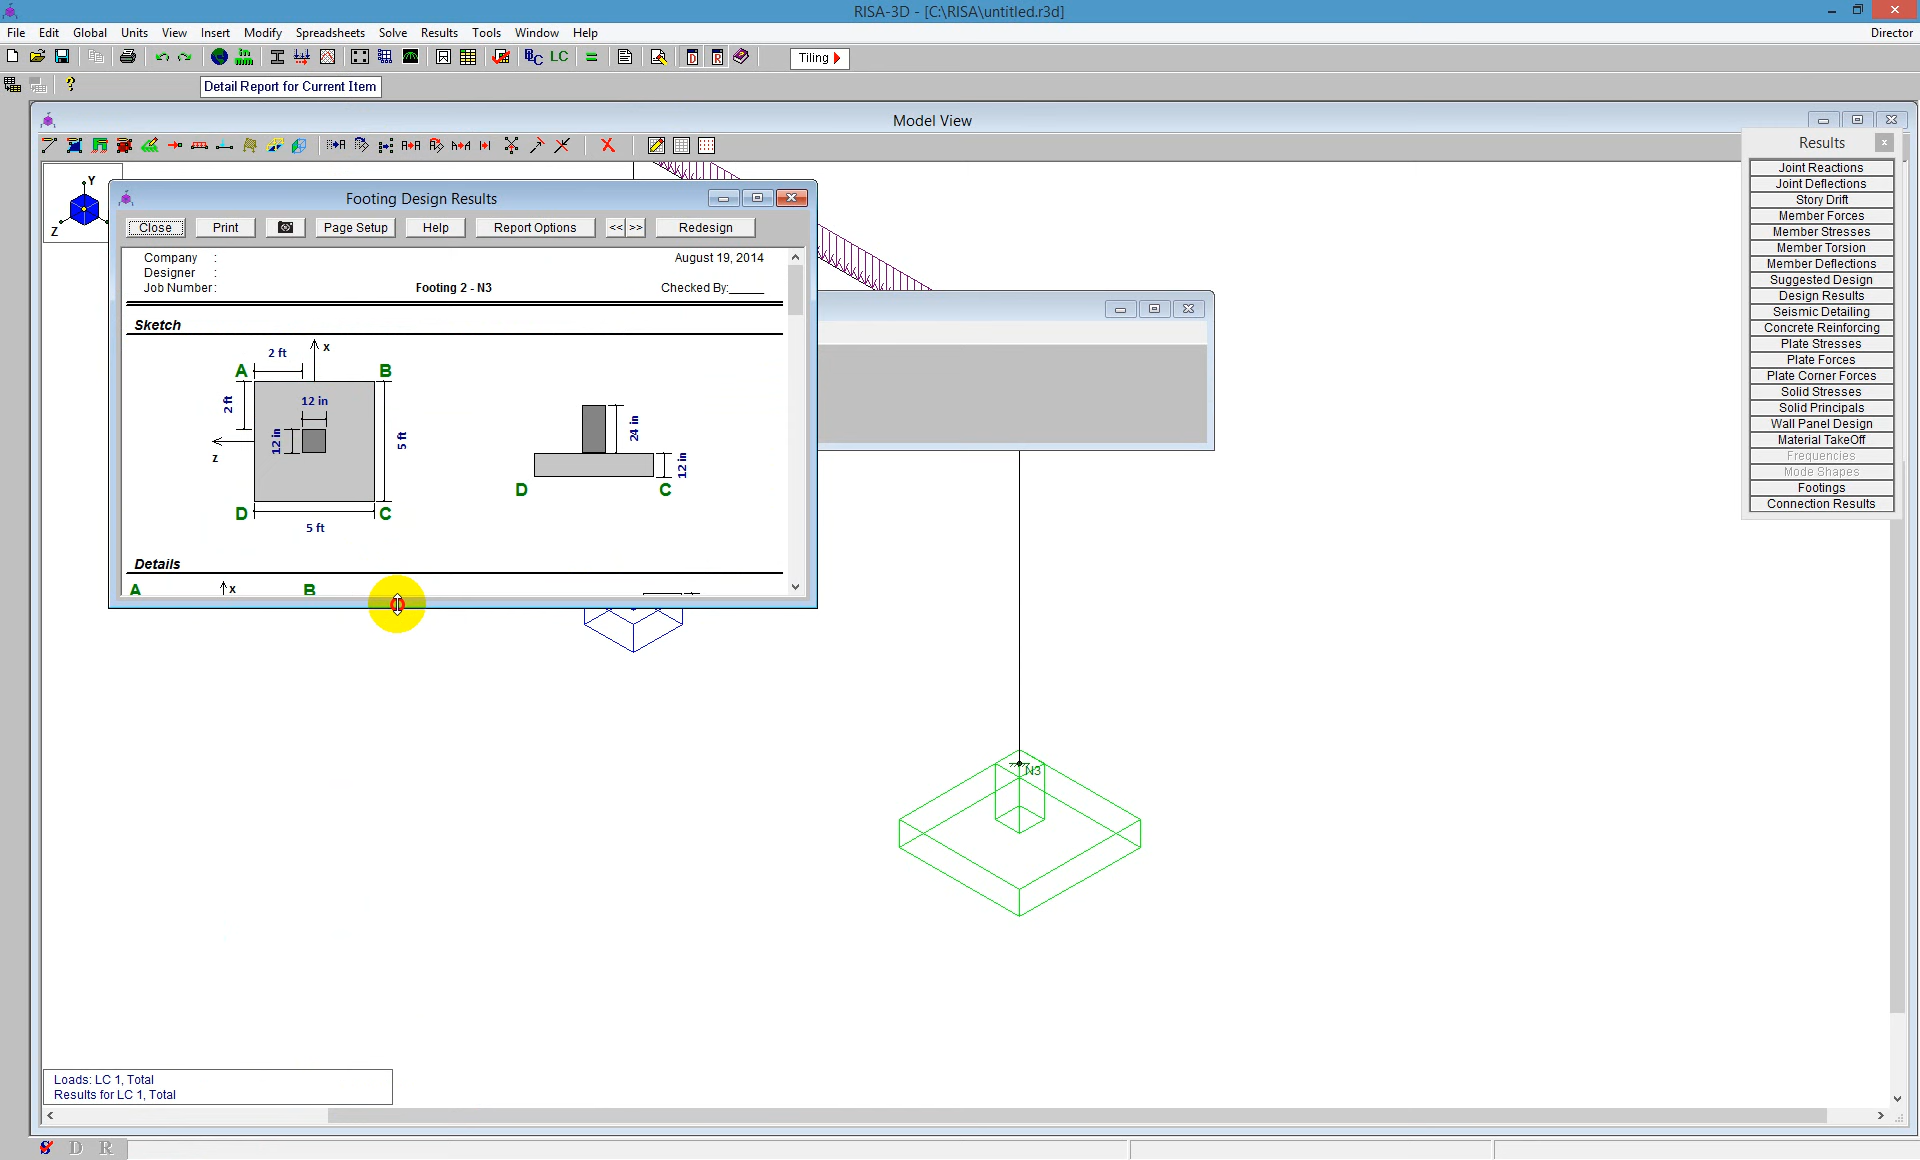 RISA-3D - [C:\RISA\untitled.r3d]
File Edit Global Units View Insert Modify Spreadsheets Solve Results Tools Window Help Director
LC Tiling
Detail Report for Current Item
Model View
Y
Z
Results
Joint Reactions
Joint Deflections
Story Drift
Member Forces
Member Stresses
Member Torsion
Member Deflections
Suggested Design
Design Results
Seismic Detailing
Concrete Reinforcing
Plate Stresses
Plate Forces
Plate Corner Forces
Solid Stresses
Solid Principals
Wall Panel Design
Material TakeOff
Frequencies
Mode Shapes
Footings
Connection Results
Footing Design Results
Close Print Page Setup Help Report Options << >> Redesign
Company : August 19, 2014
Designer :
Job Number : Footing 2 - N3 Checked By:_____
Sketch
2 ft x
A B
2 ft 12 in
12 in 5 ft 24 in
z 12 in
D C
D C
5 ft
Details
A x B
N3
Loads: LC 1, Total
Results for LC 1, Total
D R